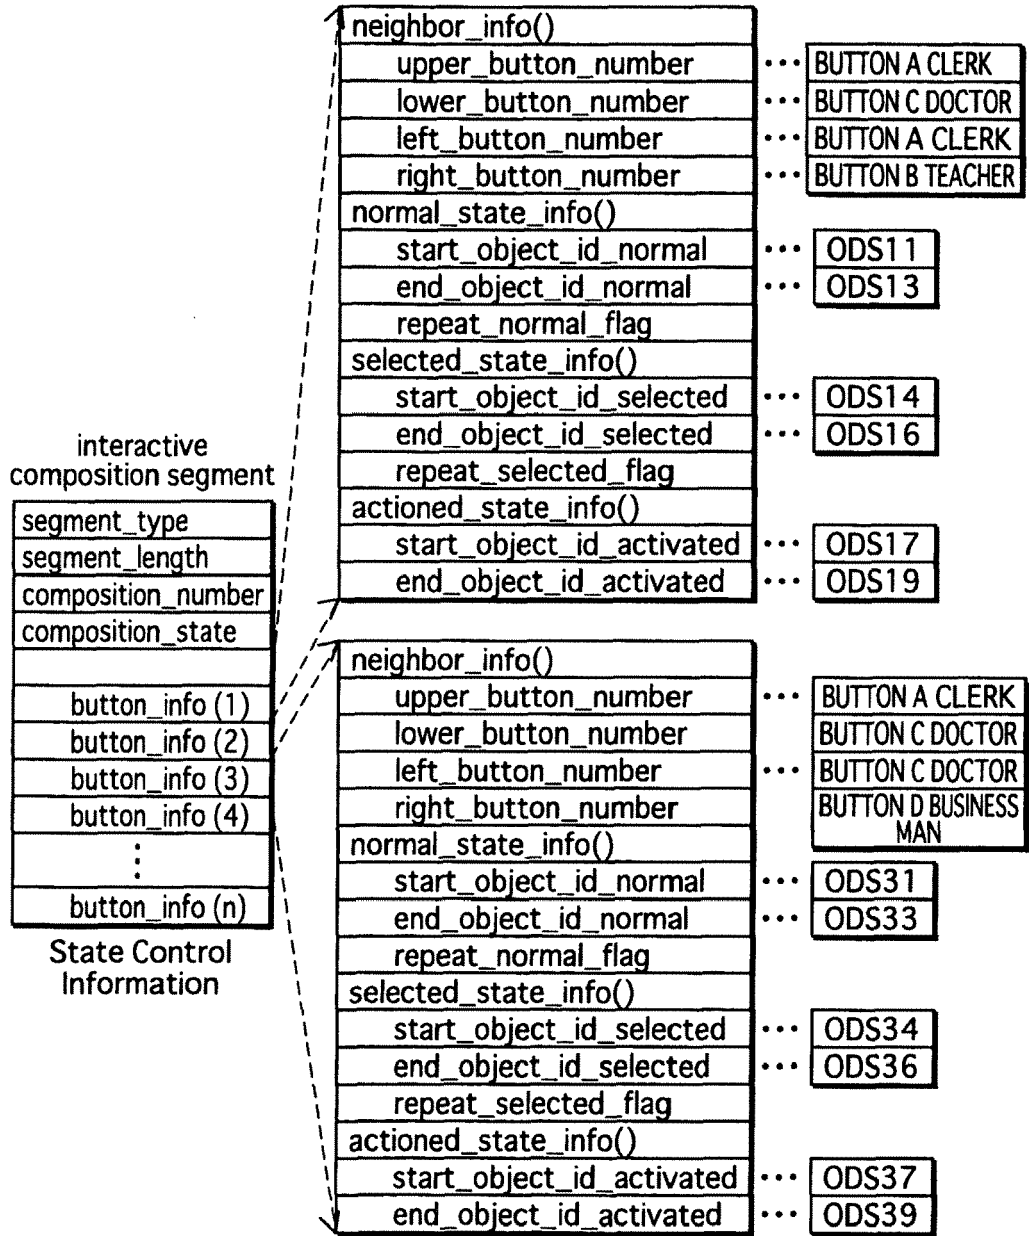 neighbor_info()
upper_button_number ... BUTTON A CLERK
lower_button_number ... BUTTON C DOCTOR
left_button_number ... BUTTON A CLERK
right_button_number ... BUTTON B TEACHER
normal_state_info()
start_object_id_normal ... ODS11
end_object_id_normal ... ODS13
repeat_normal_flag
selected_state_info()
start_object_id_selected ... ODS14
end_object_id_selected ... ODS16
repeat_selected_flag
actioned_state_info()
start_object_id_activated ... ODS17
end_object_id_activated ... ODS19
interactive
composition segment
segment_type
segment_length
composition_number
composition_state
button_info (1)
button_info (2)
button_info (3)
button_info (4)
⋮
button_info (n)
State Control
Information
neighbor_info()
upper_button_number ... BUTTON A CLERK
lower_button_number BUTTON C DOCTOR
left_button_number ... BUTTON C DOCTOR
right_button_number BUTTON D BUSINESS
MAN
normal_state_info()
start_object_id_normal ... ODS31
end_object_id_normal ... ODS33
repeat_normal_flag
selected_state_info()
start_object_id_selected ... ODS34
end_object_id_selected ... ODS36
repeat_selected_flag
actioned_state_info()
start_object_id_activated ... ODS37
end_object_id_activated ... ODS39